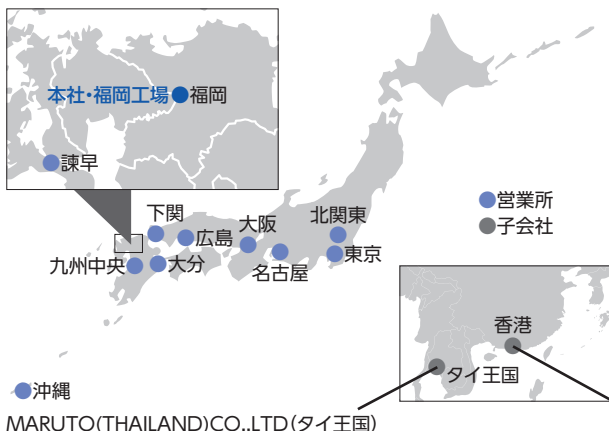 本社・福岡工場 福岡
諫早
下関
広島
大阪
北関東
営業所
子会社
九州中央
大分
名古屋
東京
香港
タイ王国
沖縄
MARUTO(THAILAND)CO.,LTD(タイ王国)